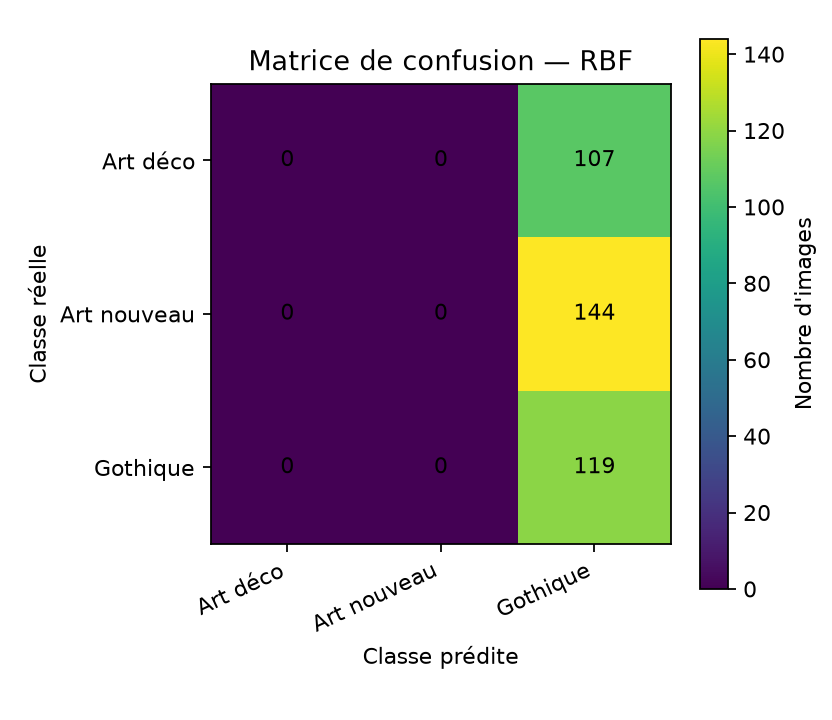 Matrice de confusion — RBF
Art déco
0
0
107
Art nouveau
0
0
144
Gothique
0
0
119
Classe réelle
Art déco
Art nouveau
Gothique
Classe prédite
140
120
100
80
60
40
20
0
Nombre d'images